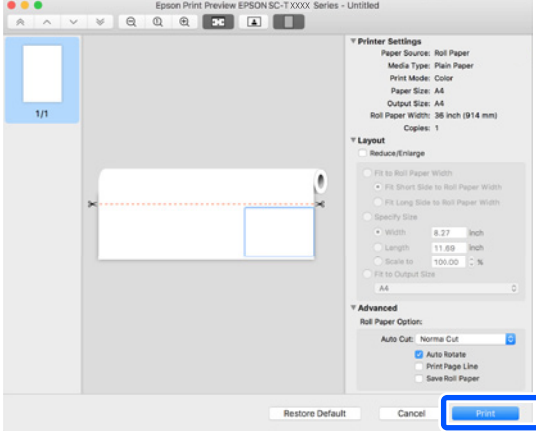 Epson Print Preview EPSON SC-T XXXX Series - Untitled
1/1
Printer Settings
Paper Source: Roll Paper
Media Type: Plain Paper
Print Mode: Color
Paper Size: A4
Output Size: A4
Roll Paper Width: 36 inch (914 mm)
Copies: 1
Layout
Reduce/Enlarge
Fit to Roll Paper Width
Fit Short Side to Roll Paper Width
Fit Long Side to Roll Paper Width
Specify Size
Width 8.27 inch
Length 11.69 inch
Scale to 100.00 %
Fit to Output Size
A4
Advanced
Roll Paper Option:
Auto Cut: Norma Cut
Auto Rotate
Print Page Line
Save Roll Paper
Restore Default Cancel Print